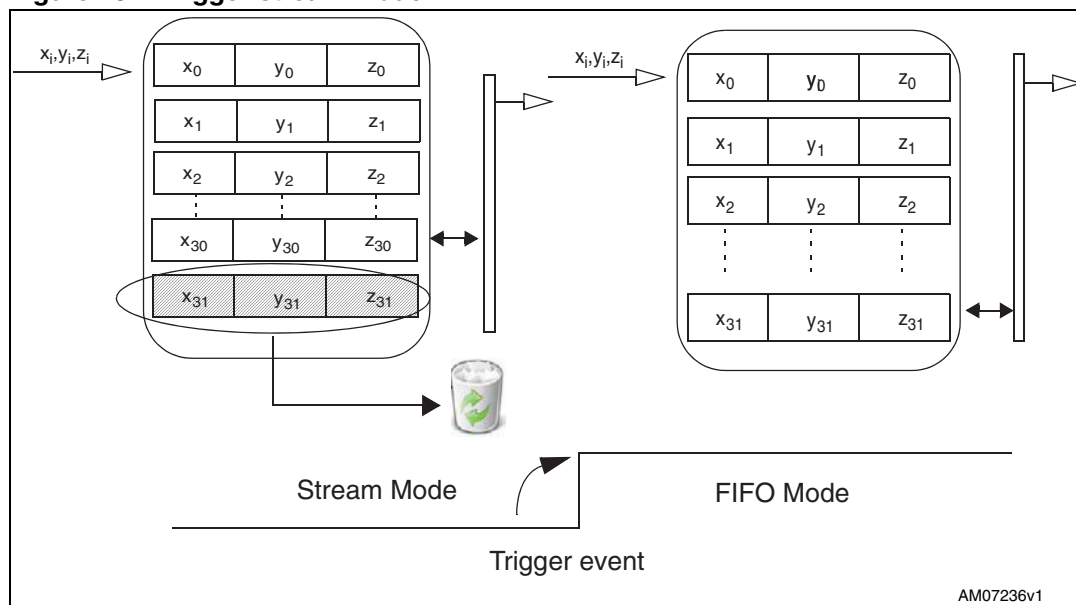 xi,yi,zi
x0 y0 z0
x1 y1 z1
x2 y2 z2
x30 y30 z30
x31 y31 z31
xi,yi,zi
x0 y0 z0
x1 y1 z1
x2 y2 z2
x31 y31 z31
Stream Mode
FIFO Mode
Trigger event
AM07236v1